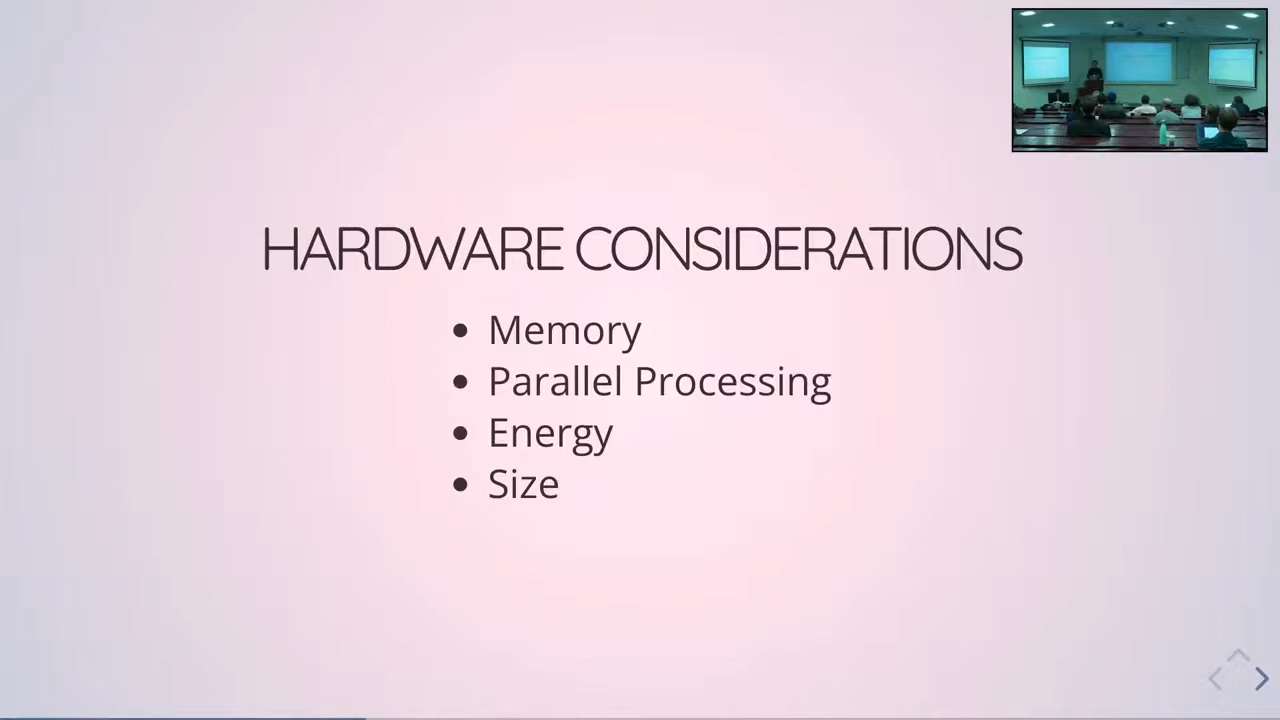 HARDWARE CONSIDERATIONS
Memory
Parallel Processing
Energy
Size